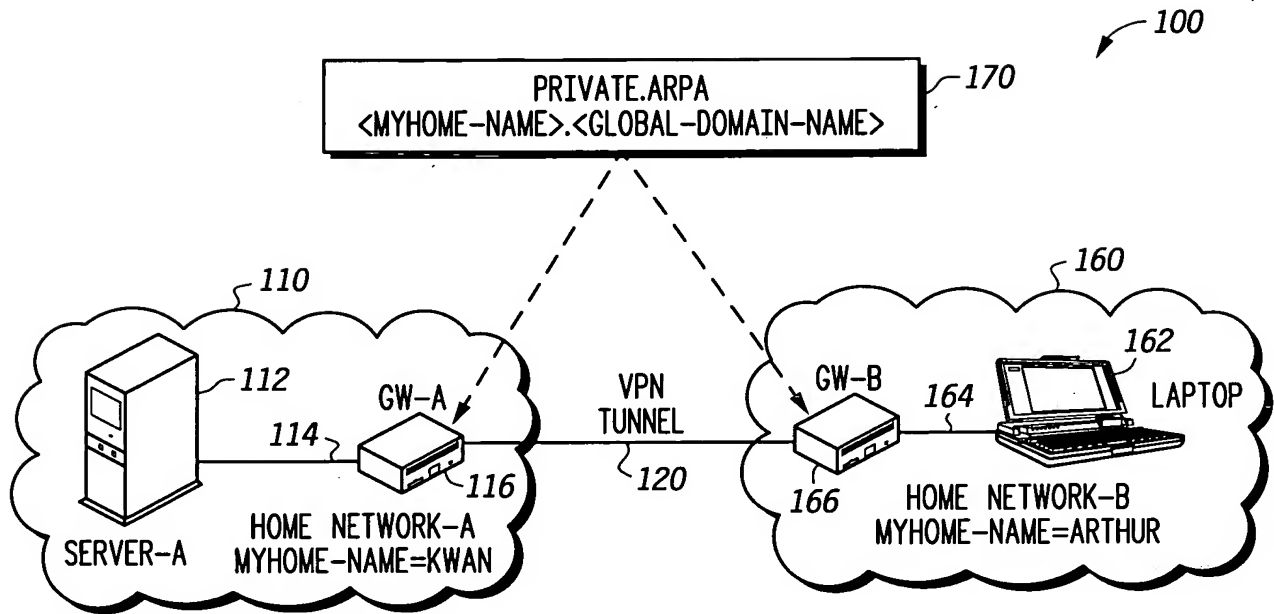 100
PRIVATE.ARPA
<MYHOME-NAME>.<GLOBAL-DOMAIN-NAME>
170
110
160
112
162
GW-A
VPN
TUNNEL
GW-B
164
LAPTOP
114
116
120
166
SERVER-A
HOME NETWORK-A
MYHOME-NAME=KWAN
HOME NETWORK-B
MYHOME-NAME=ARTHUR